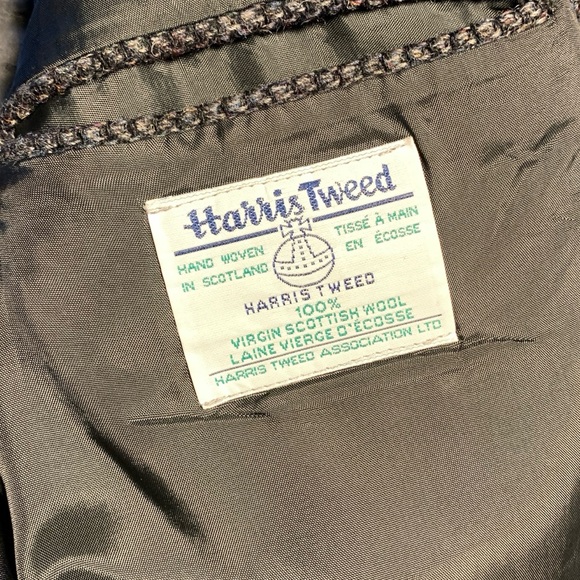 Harris Tweed
HAND WOVEN
IN SCOTLAND
TISSÉ À MAIN
EN ÉCOSSE
HARRIS TWEED
100%
VIRGIN SCOTTISH WOOL
LAINE VIERGE D'ÉCOSSE
HARRIS TWEED ASSOCIATION LTD